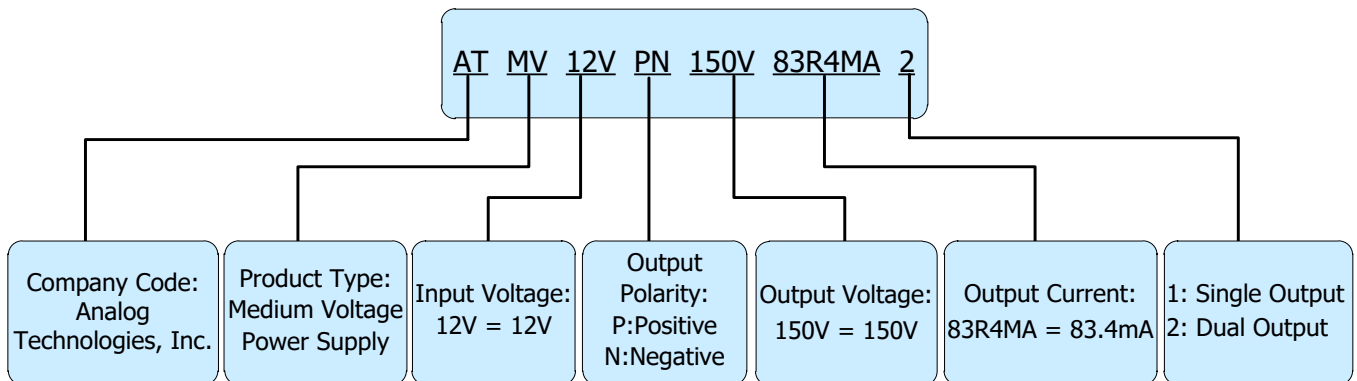 AT MV 12V PN 150V 83R4MA 2
Company Code:
Analog
Technologies, Inc.
Product Type:
Medium Voltage
Power Supply
Input Voltage:
12V = 12V
Output
Polarity:
P:Positive
N:Negative
Output Voltage:
150V = 150V
Output Current:
83R4MA = 83.4mA
1: Single Output
2: Dual Output